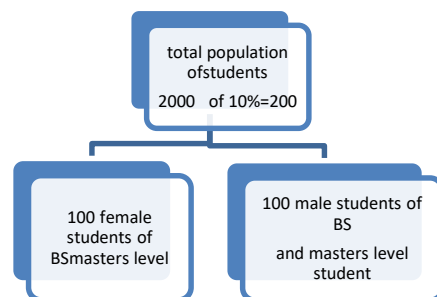 total population
ofstudents
2000 of 10%=200
100 female
students of
BSmasters level
100 male students of
BS
and masters level
student